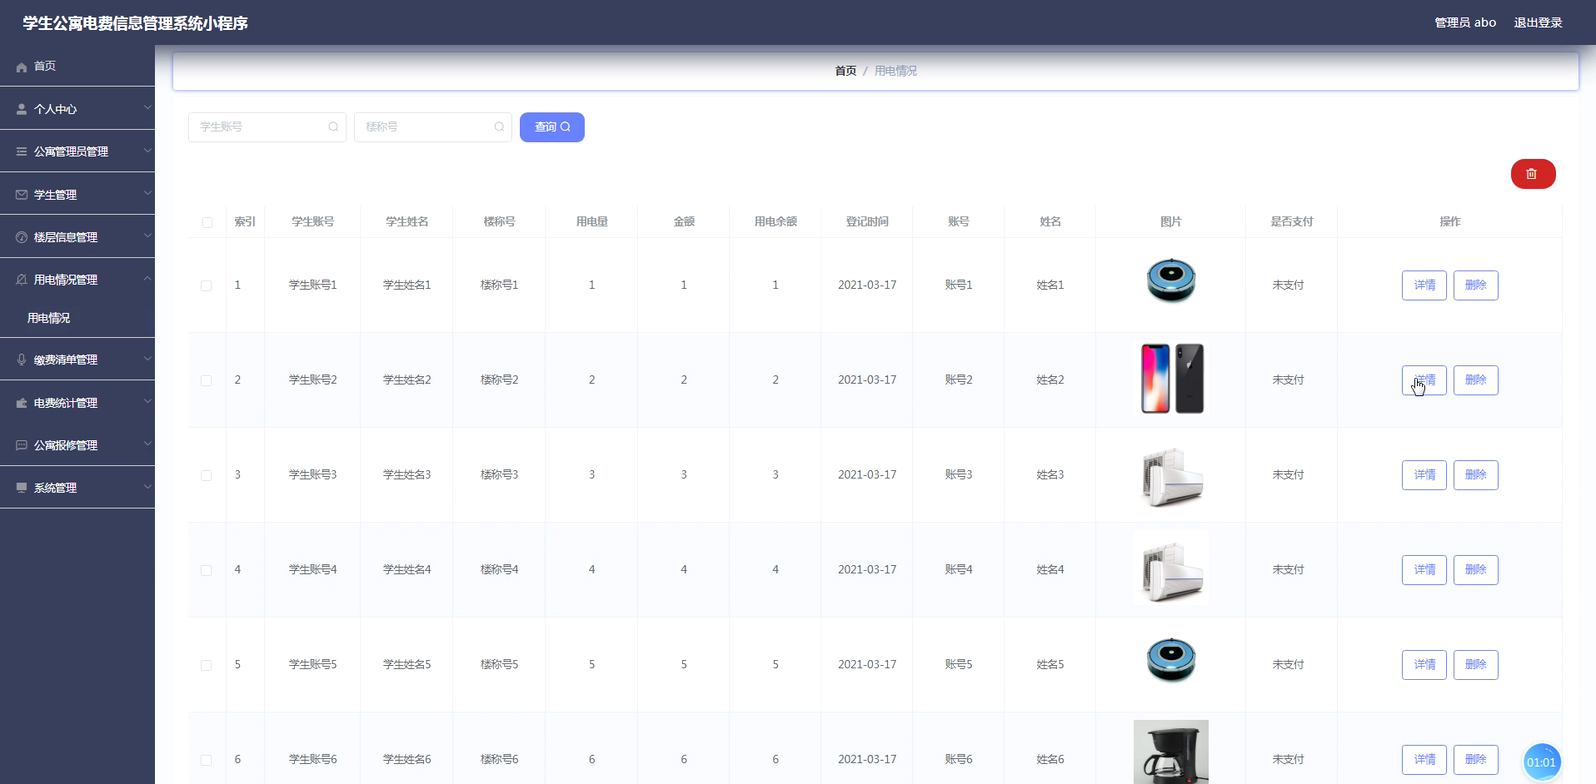 学生公寓电费信息管理系统小程序
管理员 abo 退出登录
首页
个人中心
公寓管理员管理
学生管理
楼层信息管理
用电情况管理
用电情况
缴费清单管理
电费统计管理
公寓报修管理
系统管理
首页 / 用电情况
学生账号 楼称号 查询
索引 学生账号 学生姓名 楼称号 用电量 金额 用电余额 登记时间 账号 姓名 图片 是否支付 操作
1 学生账号1 学生姓名1 楼称号1 1 1 1 2021-03-17 账号1 姓名1 未支付 详情 删除
2 学生账号2 学生姓名2 楼称号2 2 2 2 2021-03-17 账号2 姓名2 未支付 详情 删除
3 学生账号3 学生姓名3 楼称号3 3 3 3 2021-03-17 账号3 姓名3 未支付 详情 删除
4 学生账号4 学生姓名4 楼称号4 4 4 4 2021-03-17 账号4 姓名4 未支付 详情 删除
5 学生账号5 学生姓名5 楼称号5 5 5 5 2021-03-17 账号5 姓名5 未支付 详情 删除
6 学生账号6 学生姓名6 楼称号6 6 6 6 2021-03-17 账号6 姓名6 未支付 详情 删除
01:01